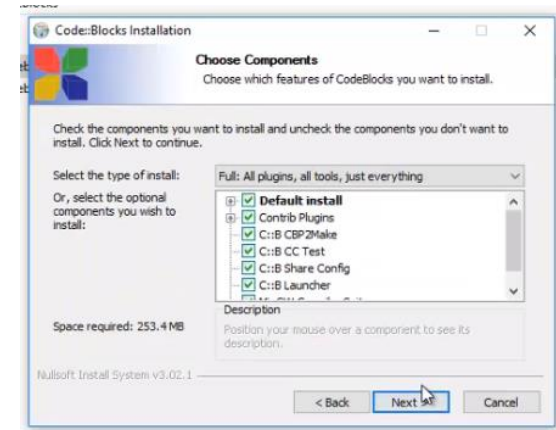 Code::Blocks Installation
Choose Components
Choose which features of CodeBlocks you want to install.
Check the components you want to install and uncheck the components you don't want to
install. Click Next to continue.
Select the type of install:
Full: All plugins, all tools, just everything
Or, select the optional
components you wish to
install:
Default install
Contrib Plugins
C::B CBP2Make
C::B CC Test
C::B Share Config
C::B Launcher
Space required: 253.4 MB
Description
Position your mouse over a component to see its
description.
Nullsoft Install System v3.02.1
< Back
Next
Cancel